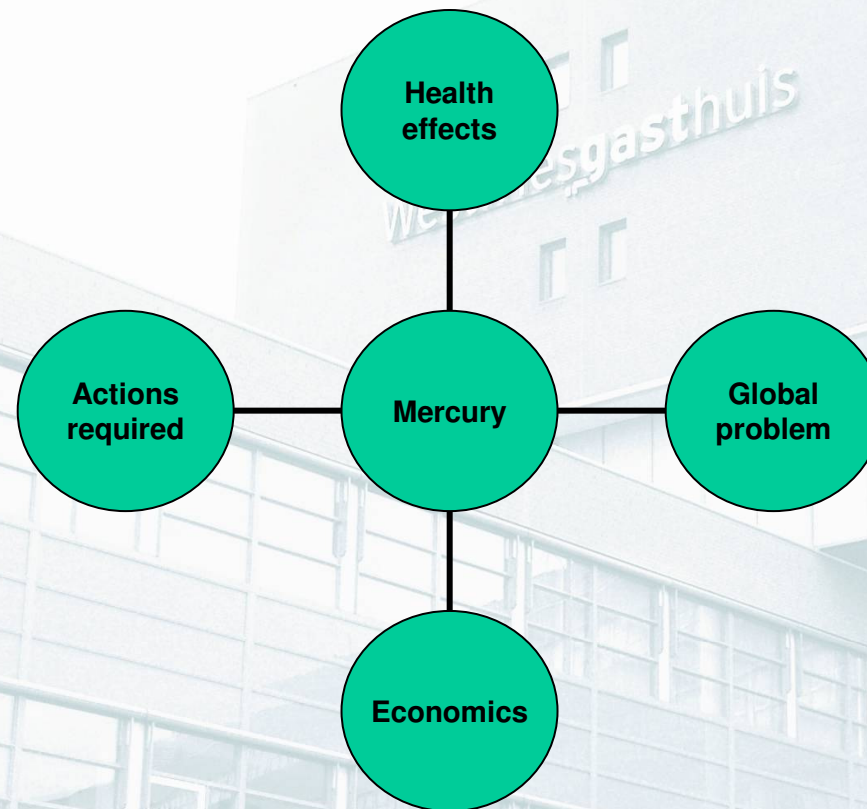 Health
effects
Actions
required
Mercury
Global
problem
Economics